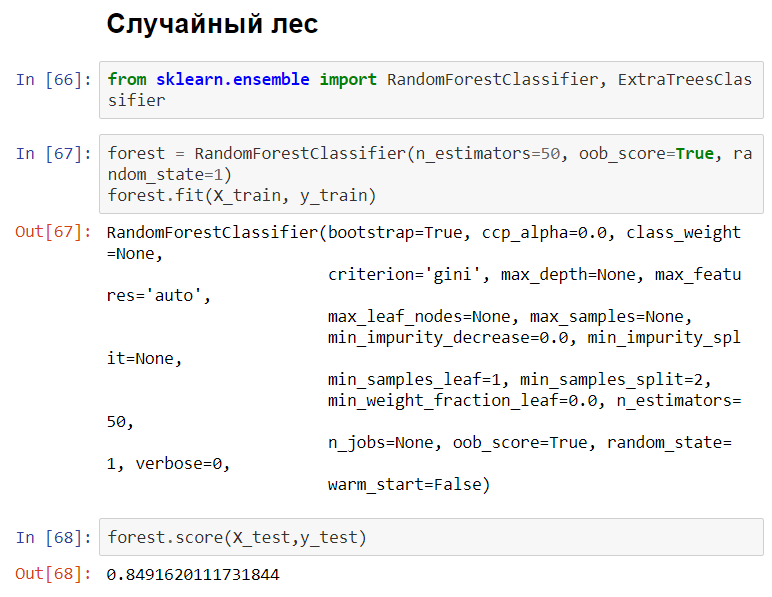 Случайный лес
In [66]: from sklearn.ensemble import RandomForestClassifier, ExtraTreesClas
sifier
In [67]: forest = RandomForestClassifier(n_estimators=50, oob_score=True, ra
ndom_state=1)
forest.fit(X_train, y_train)
Out[67]: RandomForestClassifier(bootstrap=True, ccp_alpha=0.0, class_weight
=None,
criterion='gini', max_depth=None, max_featu
res='auto',
max_leaf_nodes=None, max_samples=None,
min_impurity_decrease=0.0, min_impurity_spl
it=None,
min_samples_leaf=1, min_samples_split=2,
min_weight_fraction_leaf=0.0, n_estimators=
50,
n_jobs=None, oob_score=True, random_state=
1, verbose=0,
warm_start=False)
In [68]: forest.score(X_test,y_test)
Out[68]: 0.8491620111731844